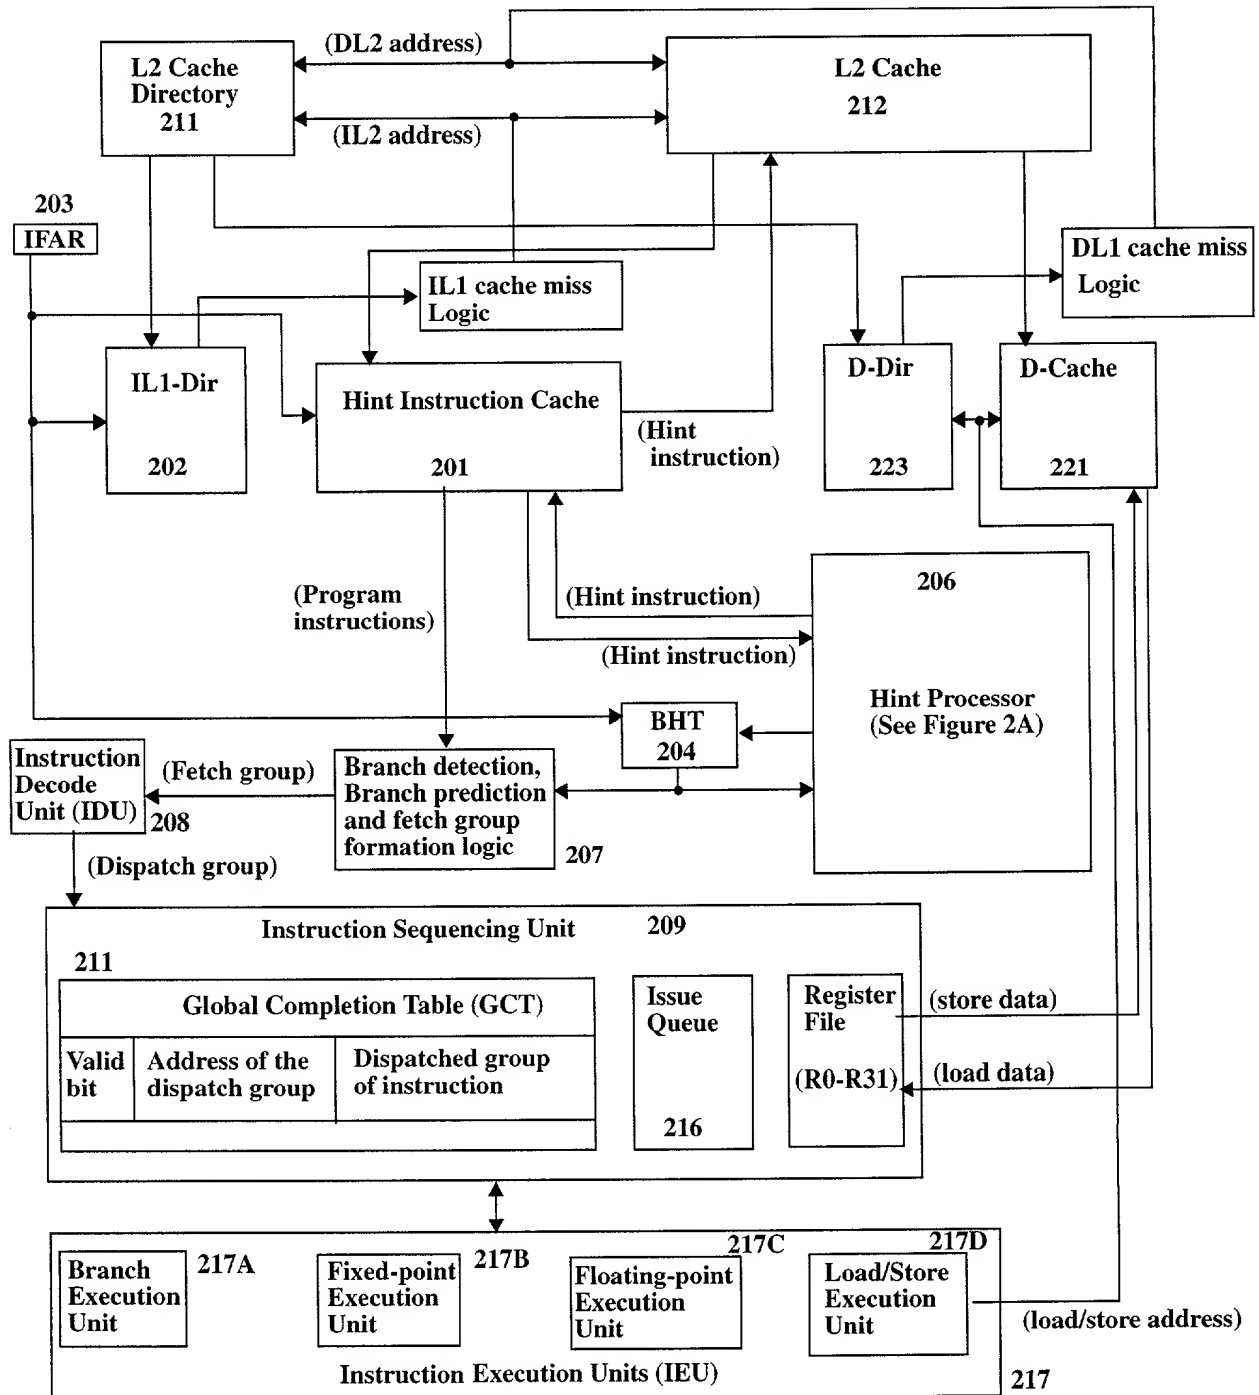 (DL2 address)
L2 Cache
Directory
211
L2 Cache
212
(IL2 address)
203
IFAR
IL1 cache miss
Logic
DL1 cache miss
Logic
IL1-Dir
202
Hint Instruction Cache
201
(Hint
instruction)
D-Dir
223
D-Cache
221
(Program
instructions)
(Hint instruction)
(Hint instruction)
206
Hint Processor
(See Figure 2A)
BHT
204
Instruction
Decode
Unit (IDU)
208
(Fetch group)
Branch detection,
Branch prediction
and fetch group
formation logic
207
(Dispatch group)
Instruction Sequencing Unit
209
211
Global Completion Table (GCT)
Valid
bit
Address of the
dispatch group
Dispatched group
of instruction
Issue
Queue
216
Register
File
(R0-R31)
(store data)
(load data)
Branch
Execution
Unit
217A
Fixed-point
Execution
Unit
217B
Floating-point
Execution
Unit
217C
Load/Store
Execution
Unit
217D
(load/store address)
Instruction Execution Units (IEU)
217